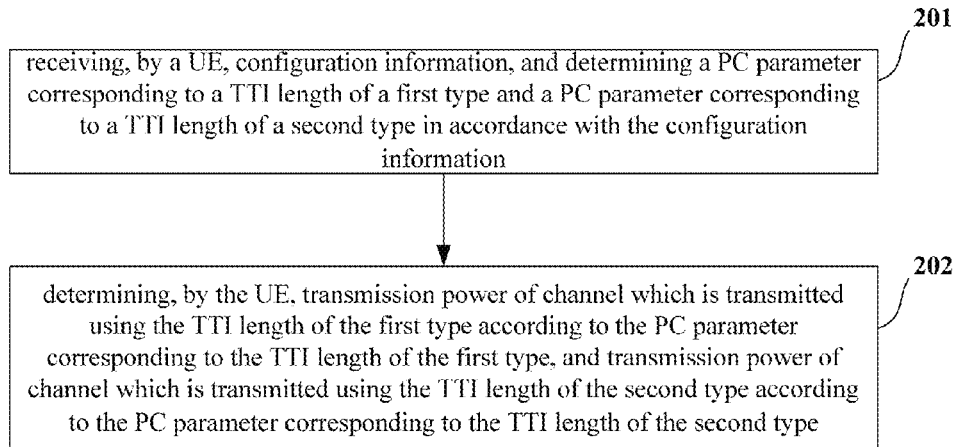 201
receiving, by a UE, configuration information, and determining a PC parameter
corresponding to a TTI length of a first type and a PC parameter corresponding
to a TTI length of a second type in accordance with the configuration
information
202
determining, by the UE, transmission power of channel which is transmitted
using the TTI length of the first type according to the PC parameter
corresponding to the TTI length of the first type, and transmission power of
channel which is transmitted using the TTI length of the second type according
to the PC parameter corresponding to the TTI length of the second type